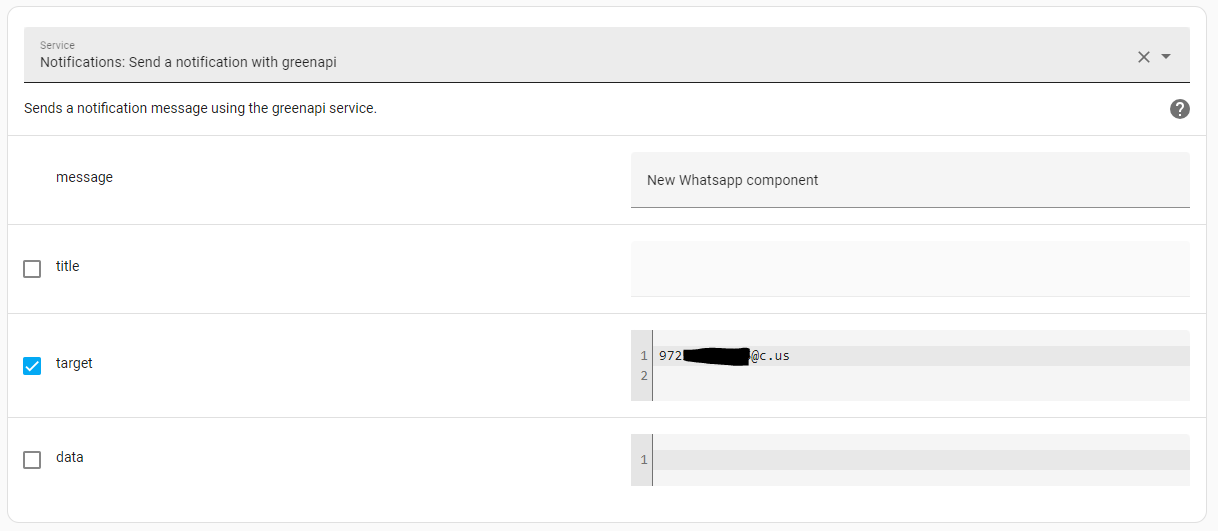 Service
Notifications: Send a notification with greenapi
Sends a notification message using the greenapi service.
message
New Whatsapp component
title
target
1 972
@c.us
2
data
1